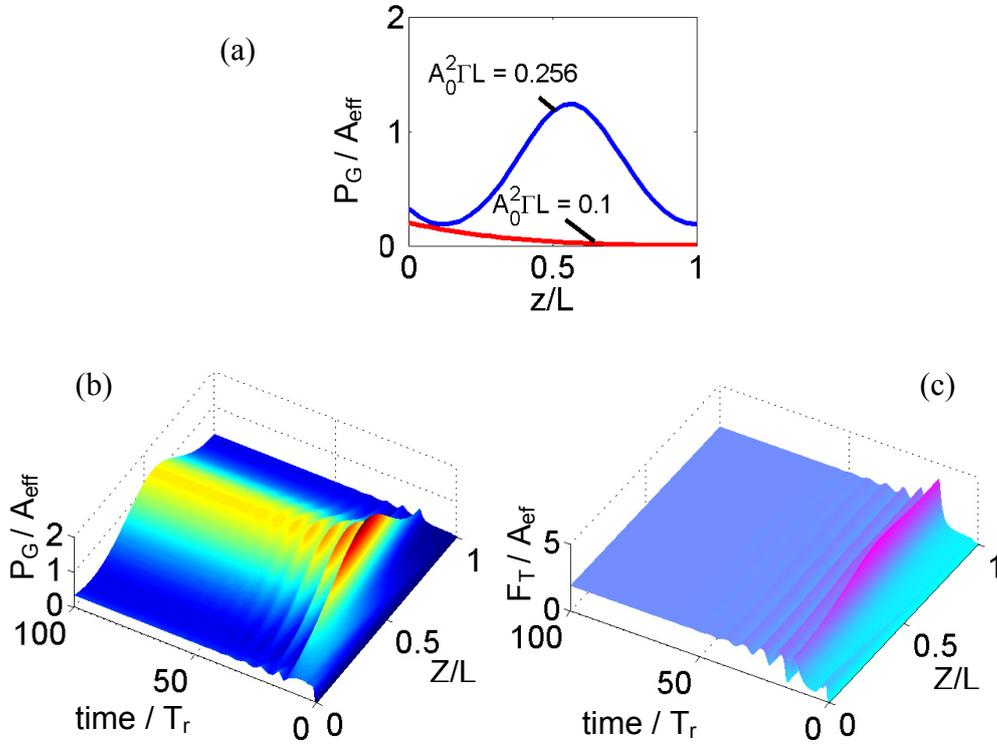 (a)
2
1
0
P_G / A_eff
A_0^2ΓL = 0.256
A_0^2ΓL = 0.1
0
0.5
1
z/L
(b)
(c)
P_G / A_eff
2
1
0
100
50
0
time / T_r
0
0.5
1
Z/L
F_T / A_ef
5
0
100
50
0
time / T_r
0
0.5
1
Z/L